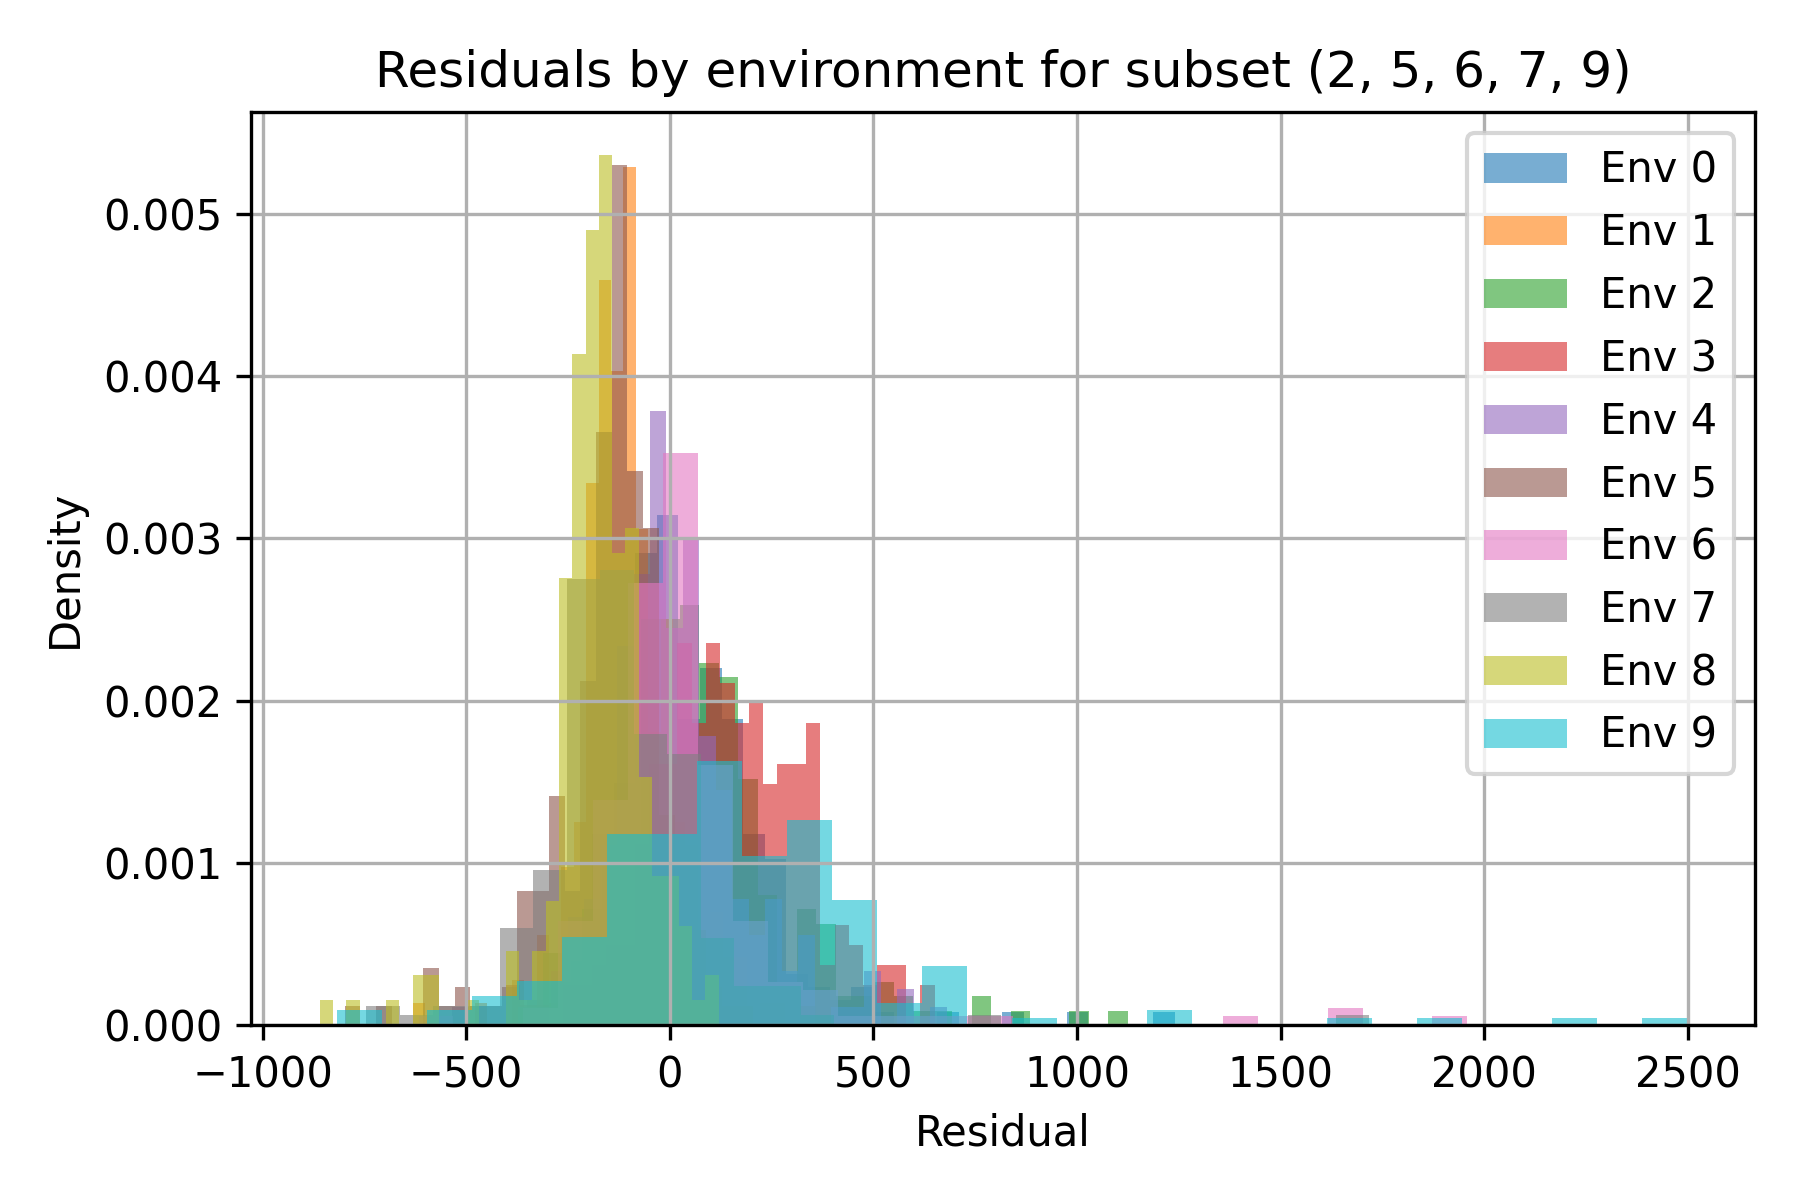 Residuals by environment for subset (2, 5, 6, 7, 9)
Env 0
Env 1
Env 2
Env 3
Env 4
Env 5
Env 6
Env 7
Env 8
Env 9
0.005
0.004
0.003
0.002
0.001
0.000
Density
−1000
−500
0
500
1000
1500
2000
2500
Residual